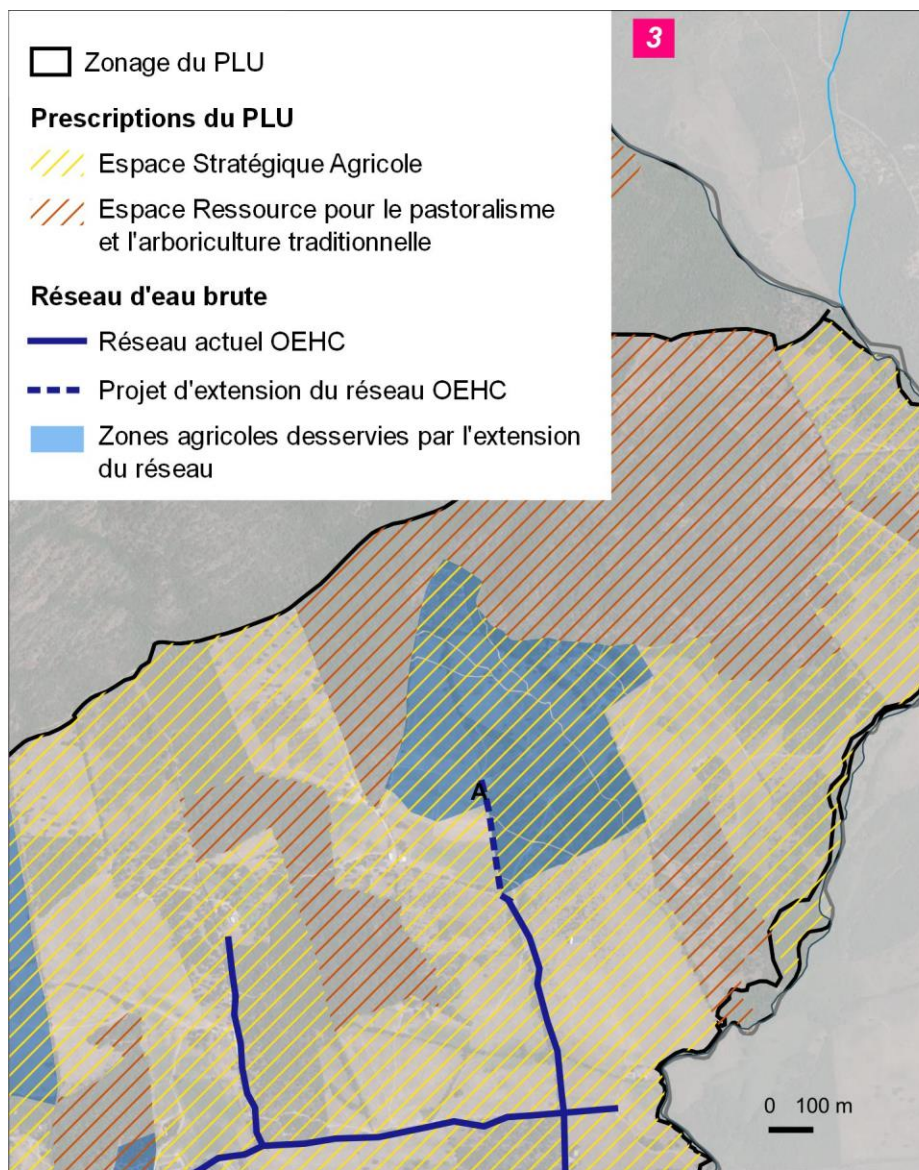 3
Zonage du PLU
Prescriptions du PLU
Espace Stratégique Agricole
Espace Ressource pour le pastoralisme
et l'arboriculture traditionnelle
Réseau d'eau brute
Réseau actuel OEHC
Projet d'extension du réseau OEHC
Zones agricoles desservies par l'extension
du réseau
A
0 100 m